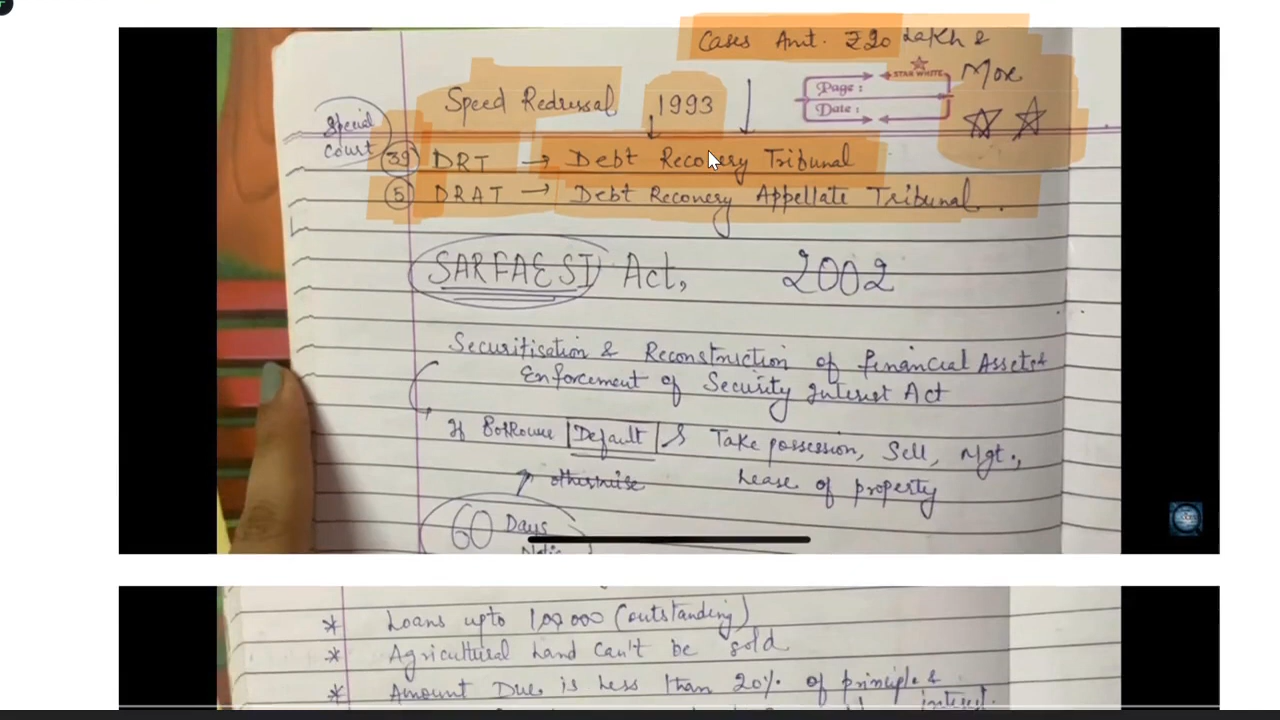 Cases Amt. ₹20 Lakh &
More
STAR WHITE
Page :
Date :
Speed Redressal 1993
Special
Court
39 DRT → Debt Recovery Tribunal
5 DRAT → Debt Recovery Appellate Tribunal.
SARFAESI Act, 2002
Securitisation & Reconstruction of Financial Assets &
Enforcement of Security Interest Act
If Borrower Default Take possession, Sell, Mgt.,
otherwise Lease of property
60 Days
* Loans upto 1,00,000 (outstanding)
* Agricultural Land Can't be sold
* Amount Due is Less than 20% of principle &
interest.